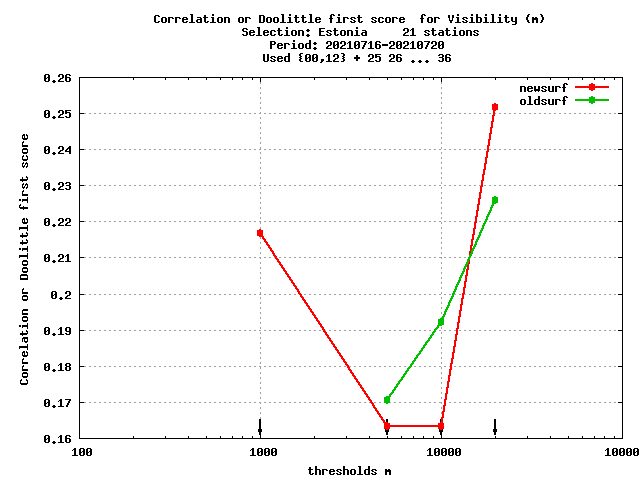 Correlation or Doolittle first score  for Visibility (m)
Selection: Estonia     21 stations
Period: 20210716-20210720
Used {00,12} + 25 26 ... 36
newsurf
oldsurf
Correlation or Doolittle first score
0.26
0.25
0.24
0.23
0.22
0.21
0.2
0.19
0.18
0.17
0.16
100
1000
10000
10000
thresholds m